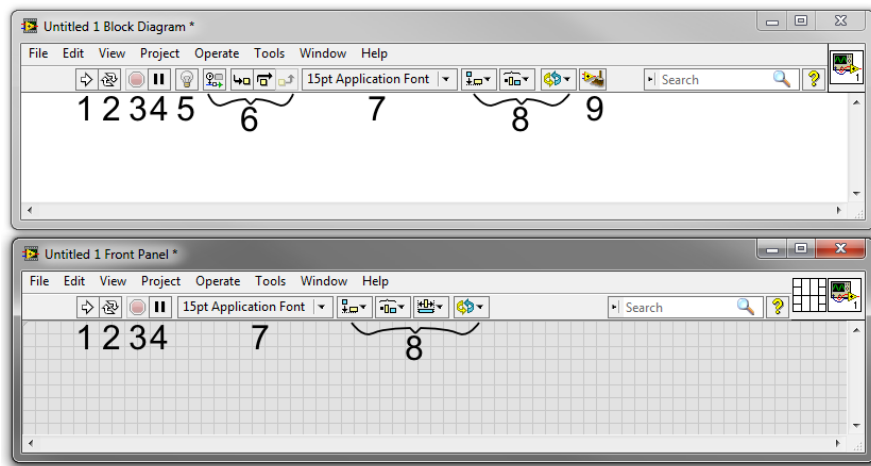 Untitled 1 Block Diagram *
File Edit View Project Operate Tools Window Help
15pt Application Font Search ? 1
1 2 3 4 5 6 7 8 9
Untitled 1 Front Panel *
File Edit View Project Operate Tools Window Help
15pt Application Font Search ? 1
1 2 3 4 7 8